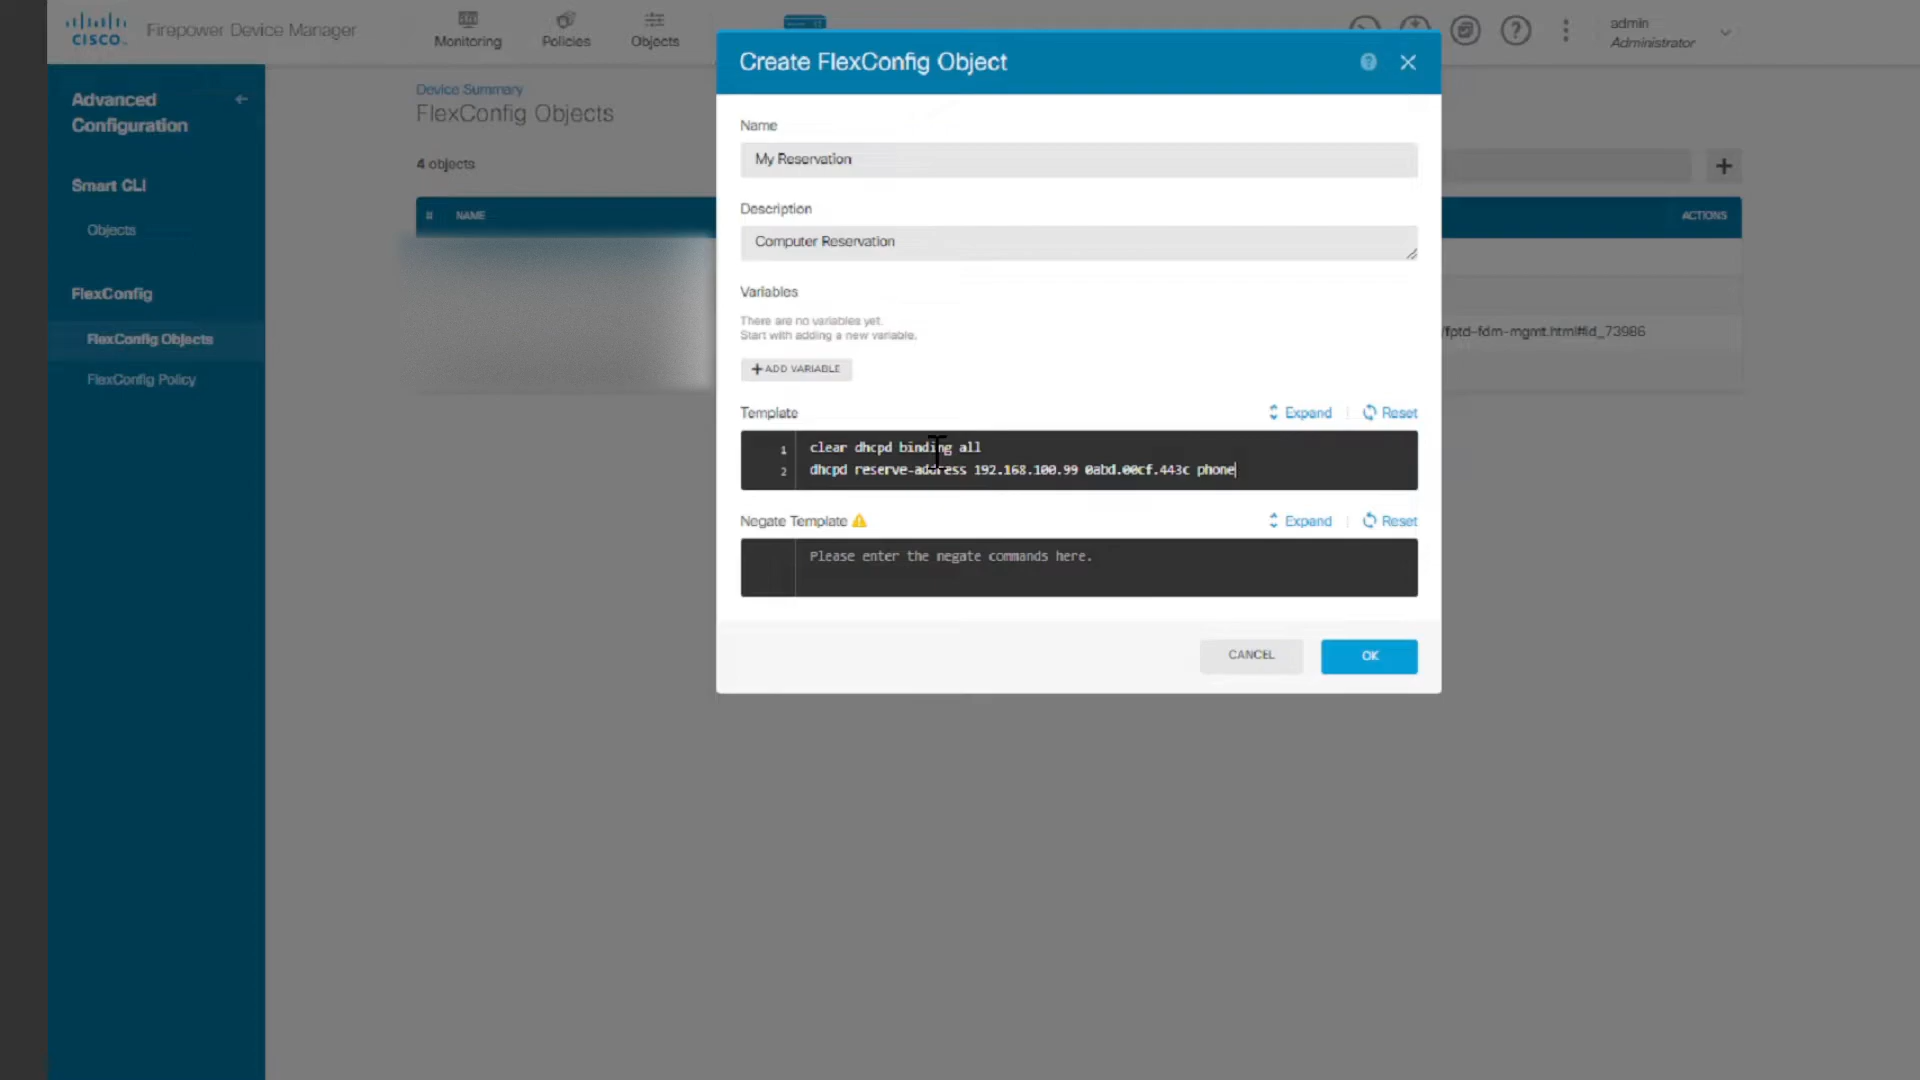 CISCO
Firepower Device Manager
Monitoring
Policies
Objects
admin
Administrator
Advanced
Configuration
Smart CLI
Objects
FlexConfig
FlexConfig Objects
FlexConfig Policy
Device Summary
FlexConfig Objects
4 objects
# NAME
ACTIONS
/fptd-fdm-mgmt.html#id_73986
Create FlexConfig Object
Name
My Reservation
Description
Computer Reservation
Variables
There are no variables yet.
Start with adding a new variable.
+ ADD VARIABLE
Template
Expand
Reset
1 clear dhcpd binding all
2 dhcpd reserve-address 192.168.100.99 0abd.00cf.443c phone
Negate Template
Expand
Reset
Please enter the negate commands here.
CANCEL
OK